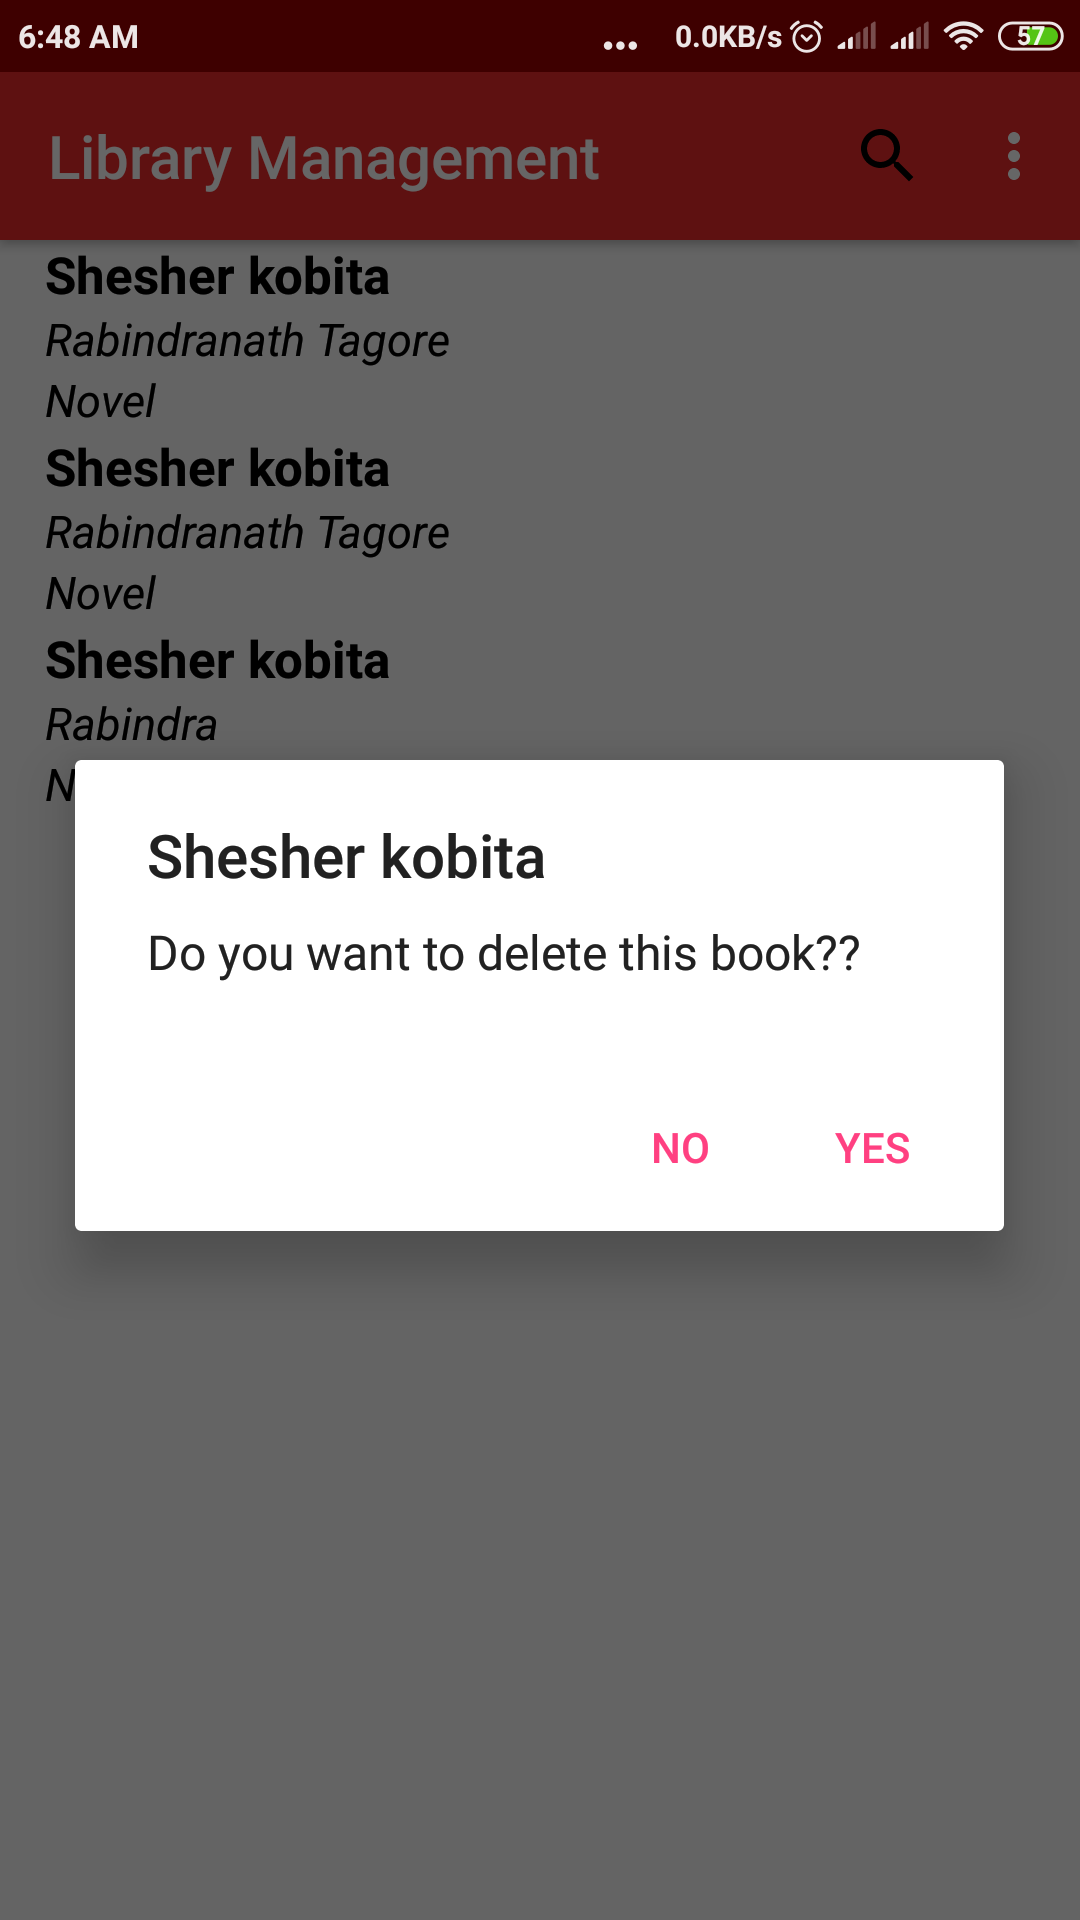 6:48 AM ... 0.0KB/s 57
Library Management
Shesher kobita
Rabindranath Tagore
Novel
Shesher kobita
Rabindranath Tagore
Novel
Shesher kobita
Rabindra
N
Shesher kobita
Do you want to delete this book??
NO YES